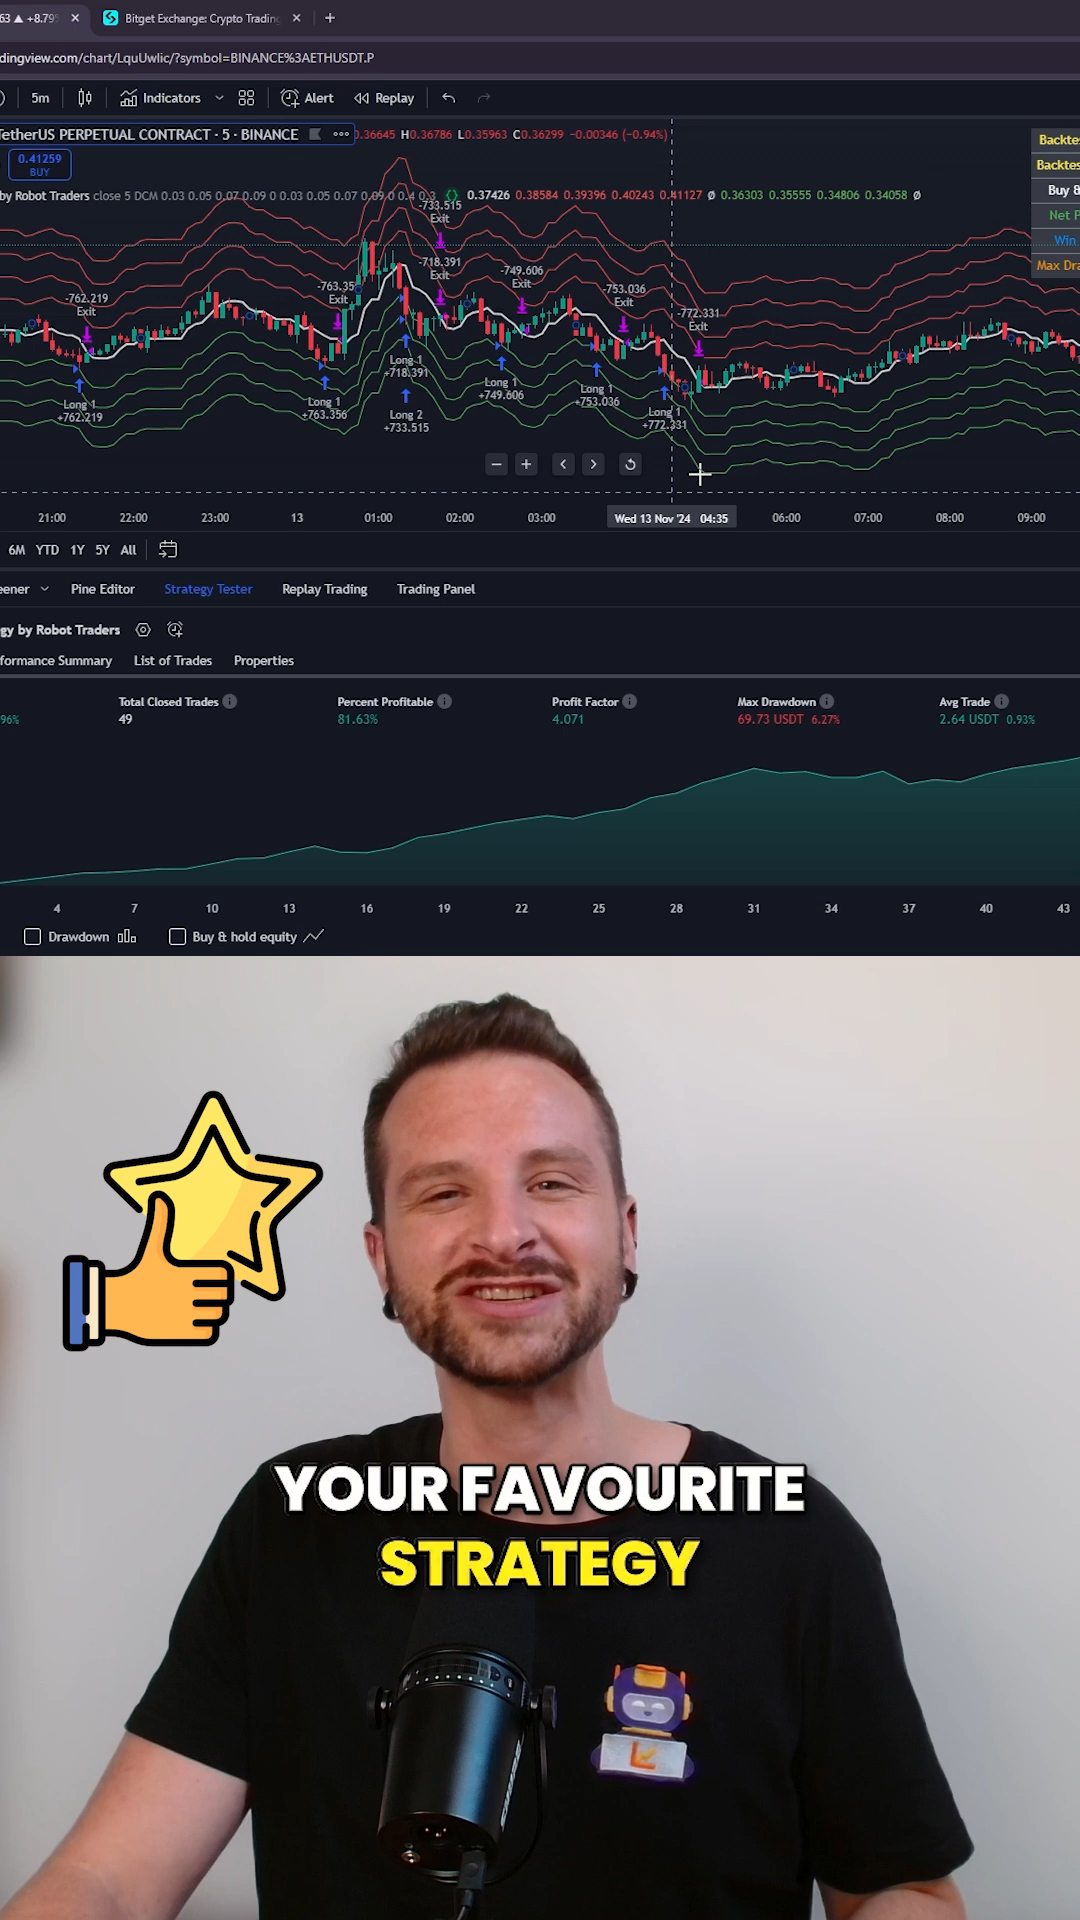 63 ▲ +8.79% Bitget Exchange: Crypto Trading
dingview.com/chart/LquUwlic/?symbol=BINANCE%3AETHUSDT.P
5m Indicators Alert Replay
TetherUS PERPETUAL CONTRACT · 5 · BINANCE 0.36645 H0.36786 L0.35963 C0.36299 −0.00346 (−0.94%)
0.41259
BUY
by Robot Traders close 5 DCM 0.03 0.05 0.07 0.09 0 0.03 0.05 0.07 0.09 0 0.4 0.3 0.37426 0.38584 0.39396 0.40243 0.41127 Ø 0.36303 0.35555 0.34806 0.34058 Ø
Backtes
Backtes
Buy &
Net P
Win
Max Dra
-733.515
Exit
-718.391
Exit
-762.219
Exit
-763.35
Exit
-749.606
Exit
-753.036
Exit
-772.331
Exit
Long 1
+762.219
Long 1
+763.356
Long 1
+718.391
Long 2
+733.515
Long 1
+749.606
Long 1
+753.036
Long 1
+772.331
21:00 22:00 23:00 13 01:00 02:00 03:00 Wed 13 Nov '24 04:35 06:00 07:00 08:00 09:00
6M YTD 1Y 5Y All
eener Pine Editor Strategy Tester Replay Trading Trading Panel
gy by Robot Traders
formance Summary List of Trades Properties
Total Closed Trades Percent Profitable Profit Factor Max Drawdown Avg Trade
96% 49 81.63% 4.071 69.73 USDT 6.27% 2.64 USDT 0.93%
4 7 10 13 16 19 22 25 28 31 34 37 40 43
Drawdown Buy & hold equity
YOUR FAVOURITE
STRATEGY
SHURE